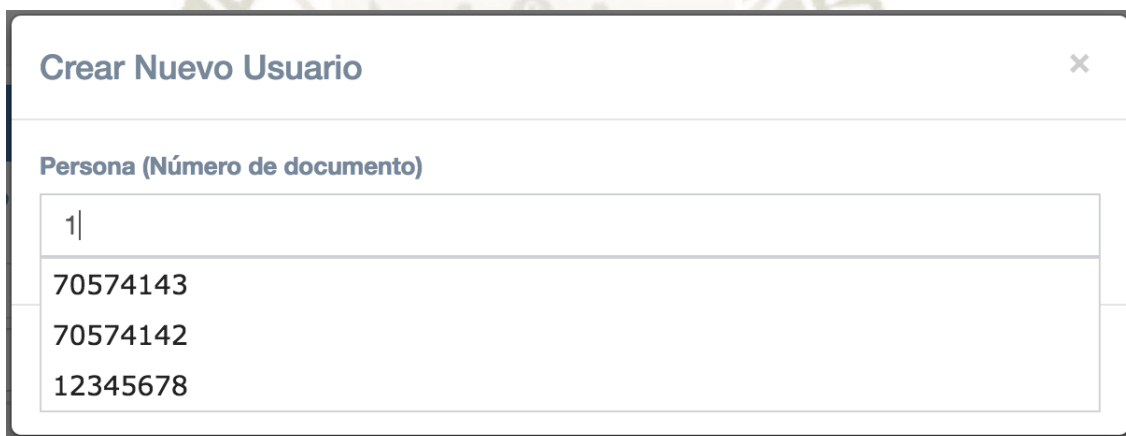 Crear Nuevo Usuario ×
Persona (Número de documento)
1
70574143
70574142
12345678